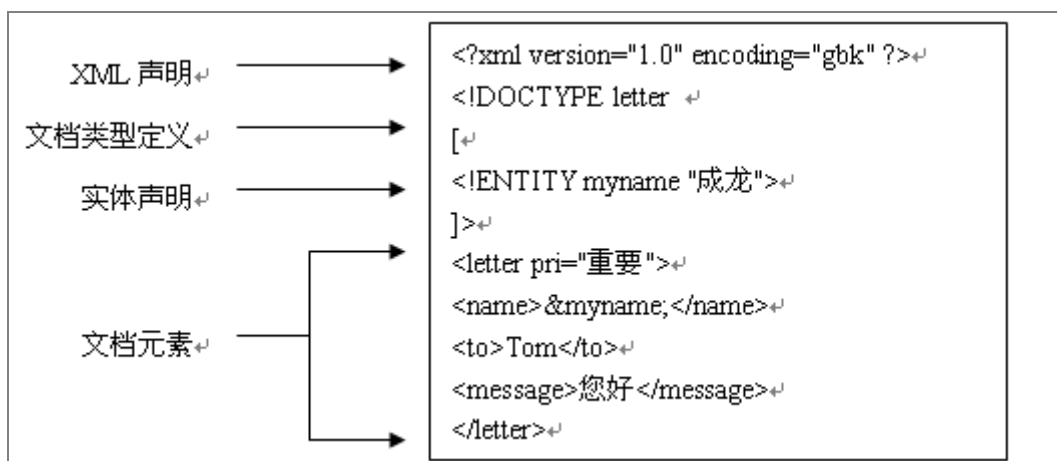 XML 声明↵
文档类型定义↵
实体声明↵
文档元素↵
<?xml version="1.0" encoding="gbk" ?>↵
<!DOCTYPE letter ↵
[↵
<!ENTITY myname "成龙">↵
]>↵
<letter pri="重要">↵
<name>&myname;</name>↵
<to>Tom</to>↵
<message>您好</message>↵
</letter>↵